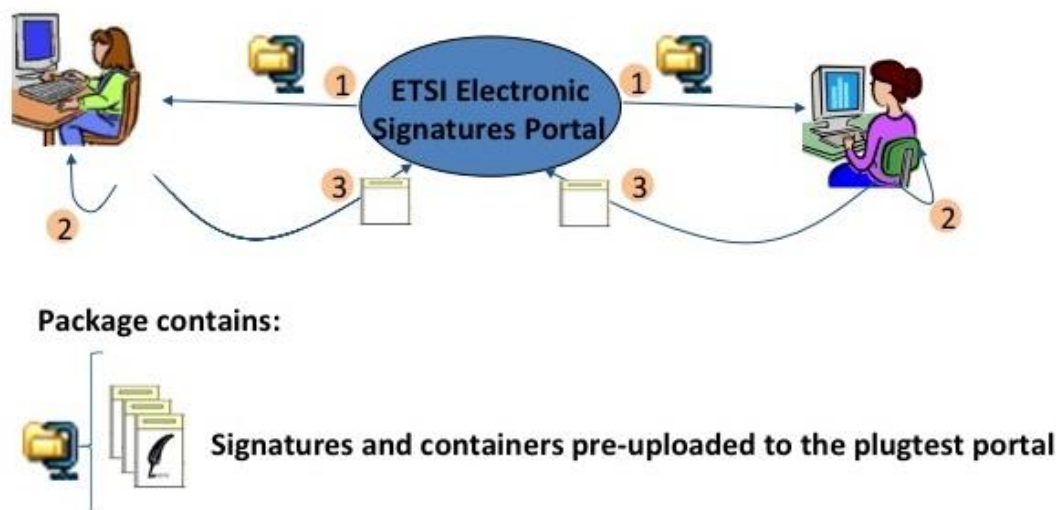 1
ETSI Electronic
Signatures Portal
1
2
3
3
2
Package contains:
Signatures and containers pre-uploaded to the plugtest portal